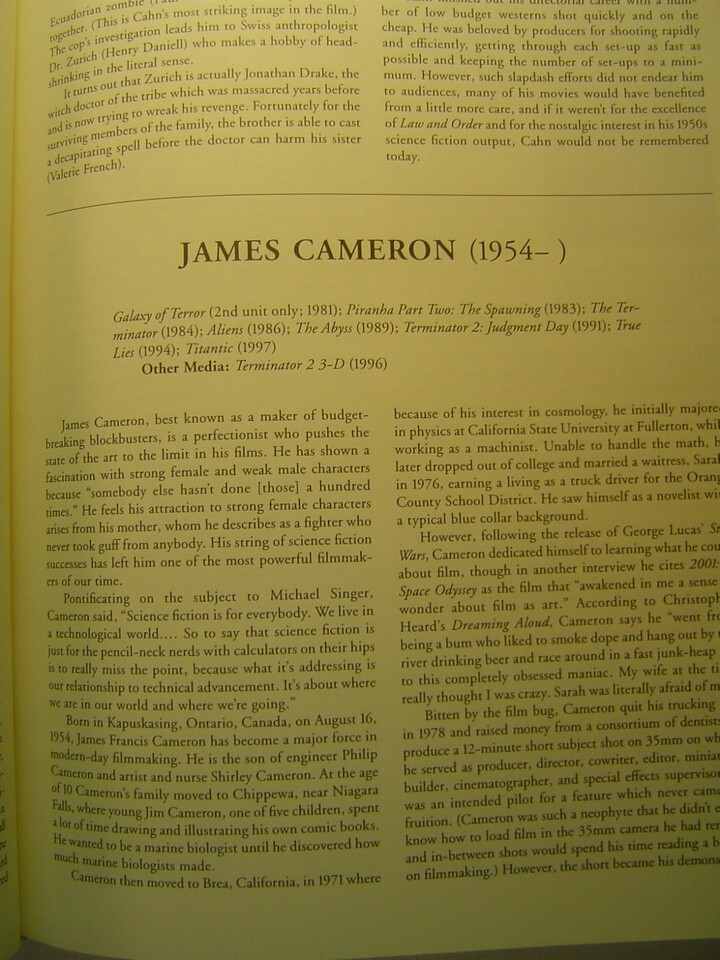 Ecuadorian zombie
together. (This is Cahn's most striking image in the film.)
The cop's investigation leads him to Swiss anthropologist
Dr. Zurich (Henry Daniell) who makes a hobby of head-
shrinking in the literal sense.
It turns out that Zurich is actually Jonathan Drake, the
witch doctor of the tribe which was massacred years before
and is now trying to wreak his revenge. Fortunately for the
surviving members of the family, the brother is able to cast
a decapitating spell before the doctor can harm his sister
(Valerie French).
out his directorial career with a num-
ber of low budget westerns shot quickly and on the
cheap. He was beloved by producers for shooting rapidly
and efficiently, getting through each set-up as fast as
possible and keeping the number of set-ups to a mini-
mum. However, such slapdash efforts did not endear him
to audiences, many of his movies would have benefited
from a little more care, and if it weren't for the excellence
of Law and Order and for the nostalgic interest in his 1950s
science fiction output, Cahn would not be remembered
today.
JAMES CAMERON (1954– )
Galaxy of Terror (2nd unit only; 1981); Piranha Part Two: The Spawning (1983); The Ter-
minator (1984); Aliens (1986); The Abyss (1989); Terminator 2: Judgment Day (1991); True
Lies (1994); Titantic (1997)
Other Media: Terminator 2 3-D (1996)
James Cameron, best known as a maker of budget-
breaking blockbusters, is a perfectionist who pushes the
state of the art to the limit in his films. He has shown a
fascination with strong female and weak male characters
because "somebody else hasn't done [those] a hundred
times." He feels his attraction to strong female characters
arises from his mother, whom he describes as a fighter who
never took guff from anybody. His string of science fiction
successes has left him one of the most powerful filmmak-
ers of our time.
Pontificating on the subject to Michael Singer,
Cameron said, "Science fiction is for everybody. We live in
a technological world.... So to say that science fiction is
just for the pencil-neck nerds with calculators on their hips
is to really miss the point, because what it's addressing is
our relationship to technical advancement. It's about where
we are in our world and where we're going."
Born in Kapuskasing, Ontario, Canada, on August 16,
1954, James Francis Cameron has become a major force in
modern-day filmmaking. He is the son of engineer Philip
Cameron and artist and nurse Shirley Cameron. At the age
of 10 Cameron's family moved to Chippewa, near Niagara
Falls, where young Jim Cameron, one of five children, spent
a lot of time drawing and illustrating his own comic books.
He wanted to be a marine biologist until he discovered how
much marine biologists made.
Cameron then moved to Brea, California, in 1971 where
because of his interest in cosmology, he initially majored
in physics at California State University at Fullerton, whil
working as a machinist. Unable to handle the math, h
later dropped out of college and married a waitress, Sarah
in 1976, earning a living as a truck driver for the Orang
County School District. He saw himself as a novelist wi
a typical blue collar background.
However, following the release of George Lucas' St
Wars, Cameron dedicated himself to learning what he cou
about film, though in another interview he cites 2001:
Space Odyssey as the film that "awakened in me a sense
wonder about film as art." According to Christoph
Heard's Dreaming Aloud, Cameron says he "went fro
being a bum who liked to smoke dope and hang out by
river drinking beer and race around in a fast junk-heap
to this completely obsessed maniac. My wife at the ti
really thought I was crazy. Sarah was literally afraid of m
Bitten by the film bug, Cameron quit his trucking
in 1978 and raised money from a consortium of dentists
produce a 12-minute short subject shot on 35mm on wh
he served as producer, director, cowriter, editor, miniat
builder, cinematographer, and special effects superviso
was an intended pilot for a feature which never came
fruition. (Cameron was such a neophyte that he didn't e
know how to load film in the 35mm camera he had ren
and in-between shots would spend his time reading a b
on filmmaking.) However, the short became his demons